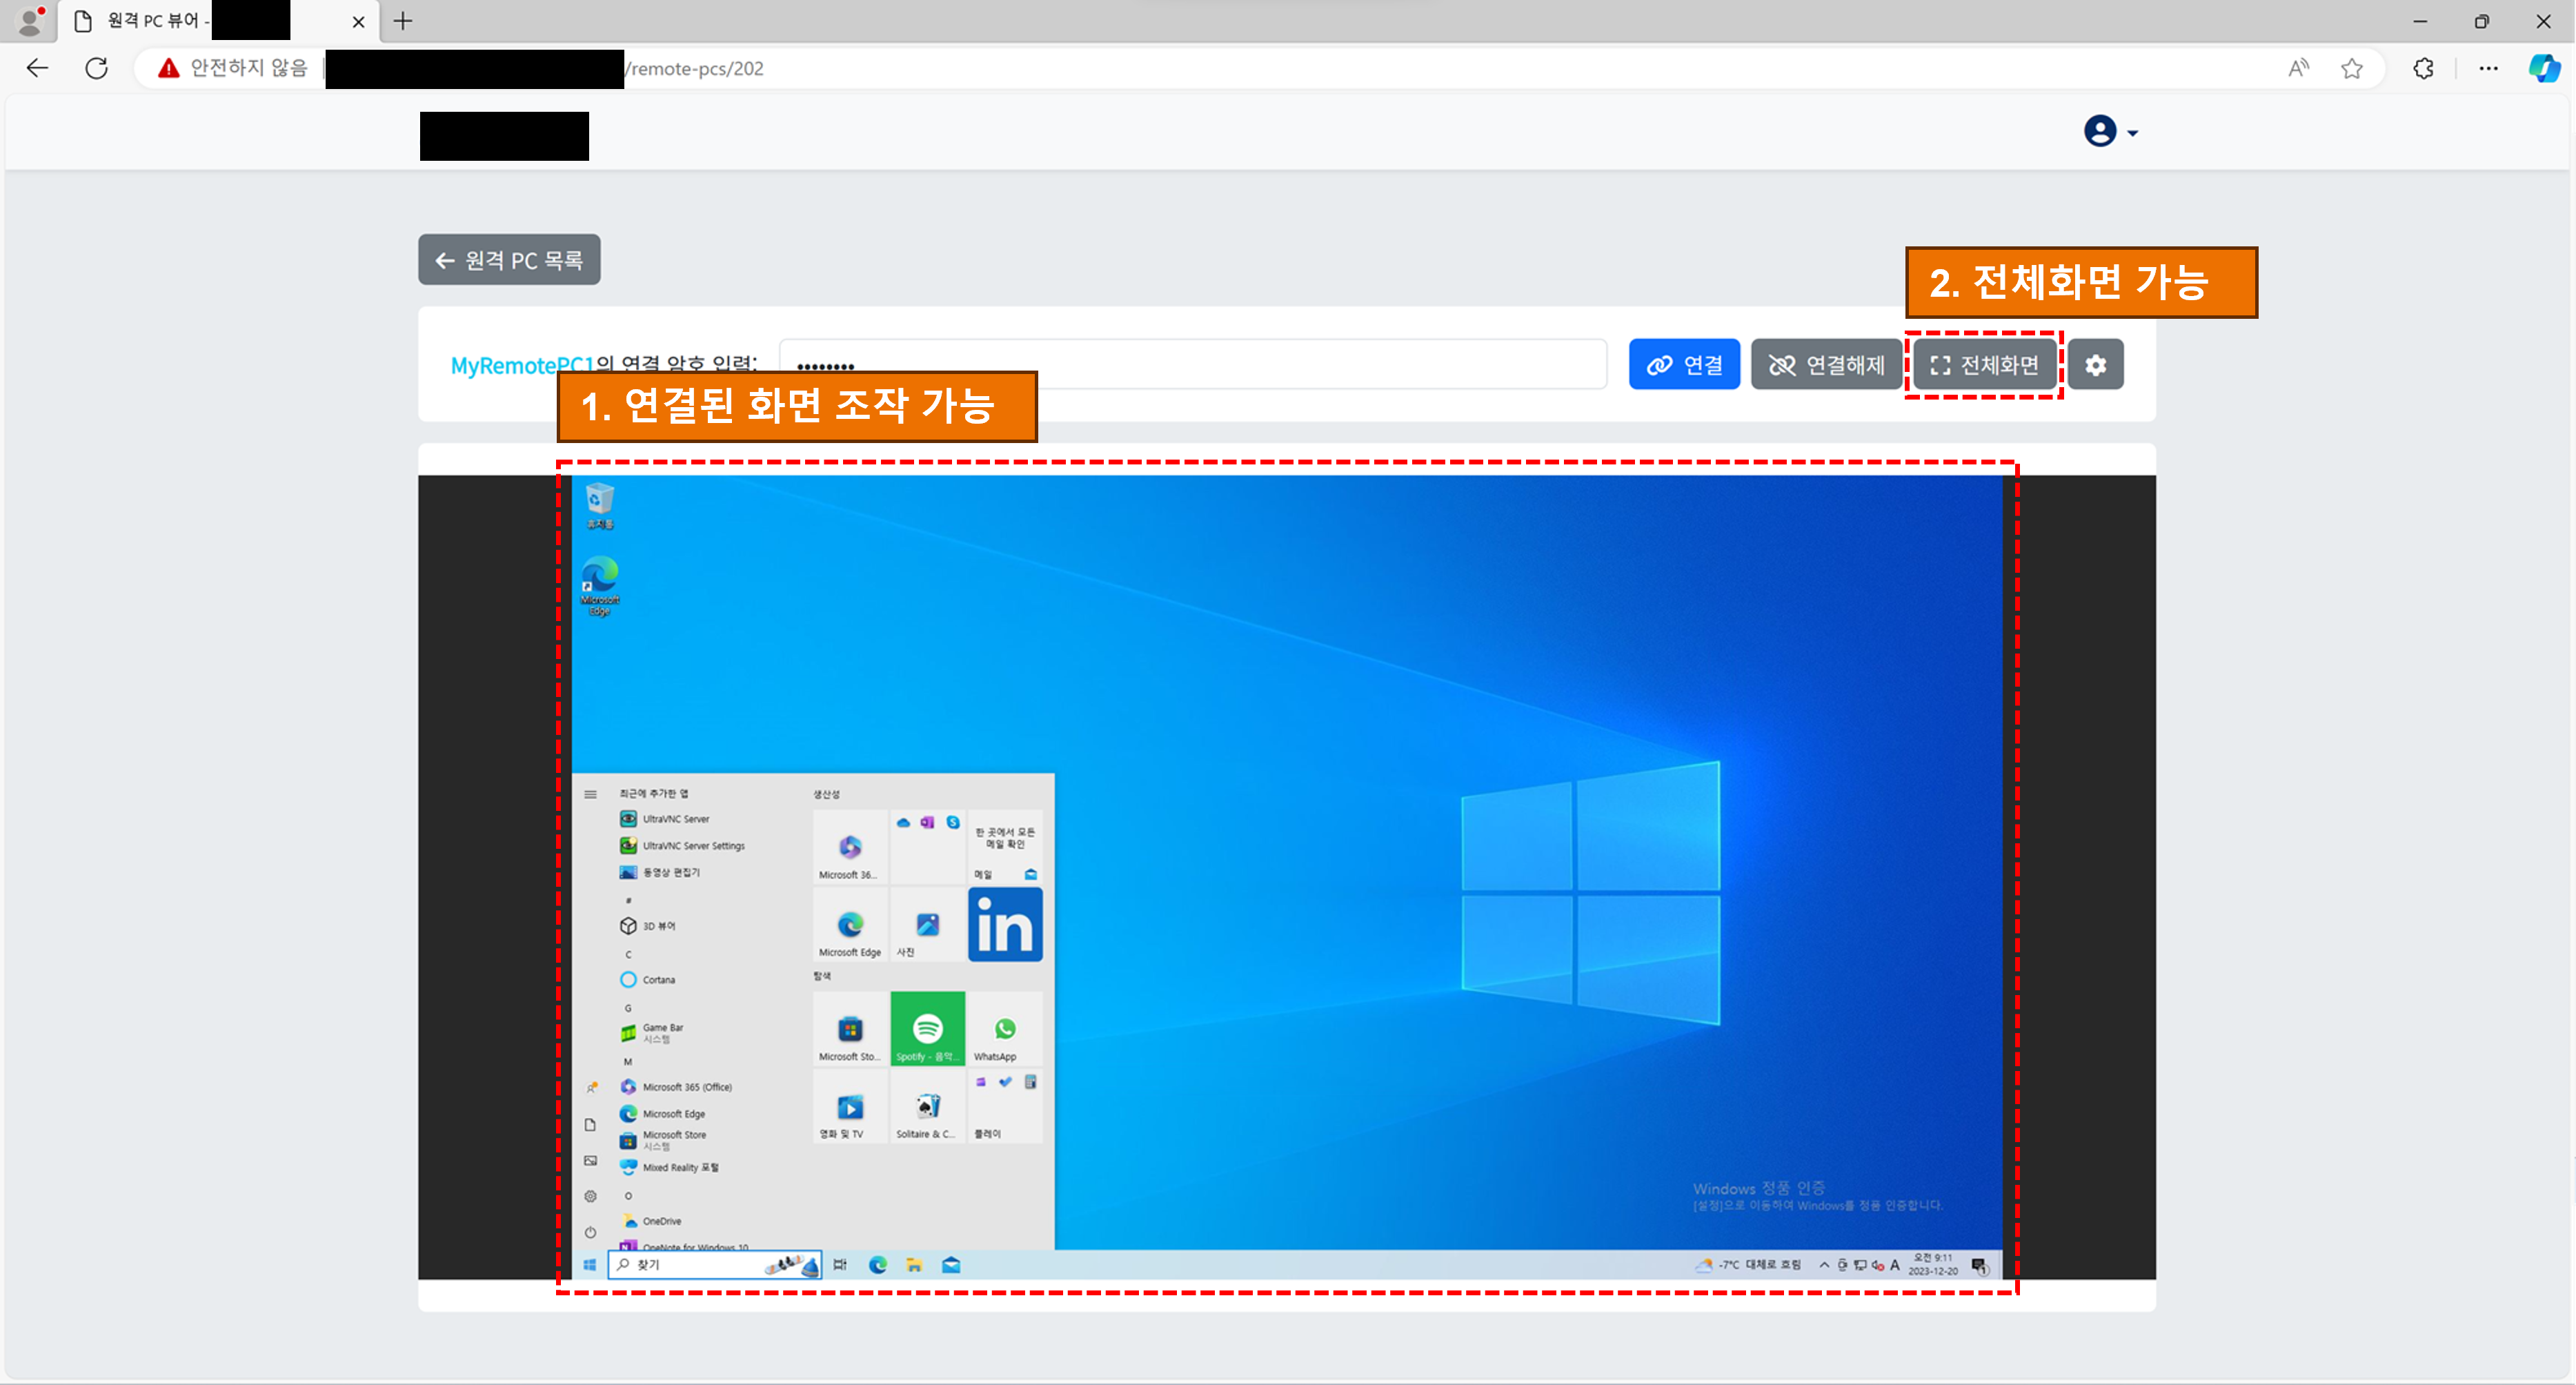 원격 PC 뷰어 -
안전하지 않음
/remote-pcs/202
원격 PC 목록
2. 전체화면 가능
MyRemotePC1의 연결 암호 입력:
연결
연결해제
전체화면
1. 연결된 화면 조작 가능
휴지통
Microsoft
Edge
최근에 추가한 앱
UltraVNC Server
UltraVNC Server Settings
동영상 편집기
#
3D 뷰어
C
Cortana
G
Game Bar
시스템
M
Microsoft 365 (Office)
Microsoft Edge
Microsoft Store
시스템
Mixed Reality 포털
O
OneDrive
OneNote for Windows 10
생산성
Microsoft 36...
한 곳에서 모든
메일 확인
메일
Microsoft Edge
사진
in
탐색
Microsoft Sto...
Spotify - 음악...
WhatsApp
영화 및 TV
Solitaire & C...
플레이
Windows 정품 인증
[설정]으로 이동하여 Windows를 정품 인증합니다.
찾기
-7°C 대체로 흐림
A
오전 9:11
2023-12-20
1